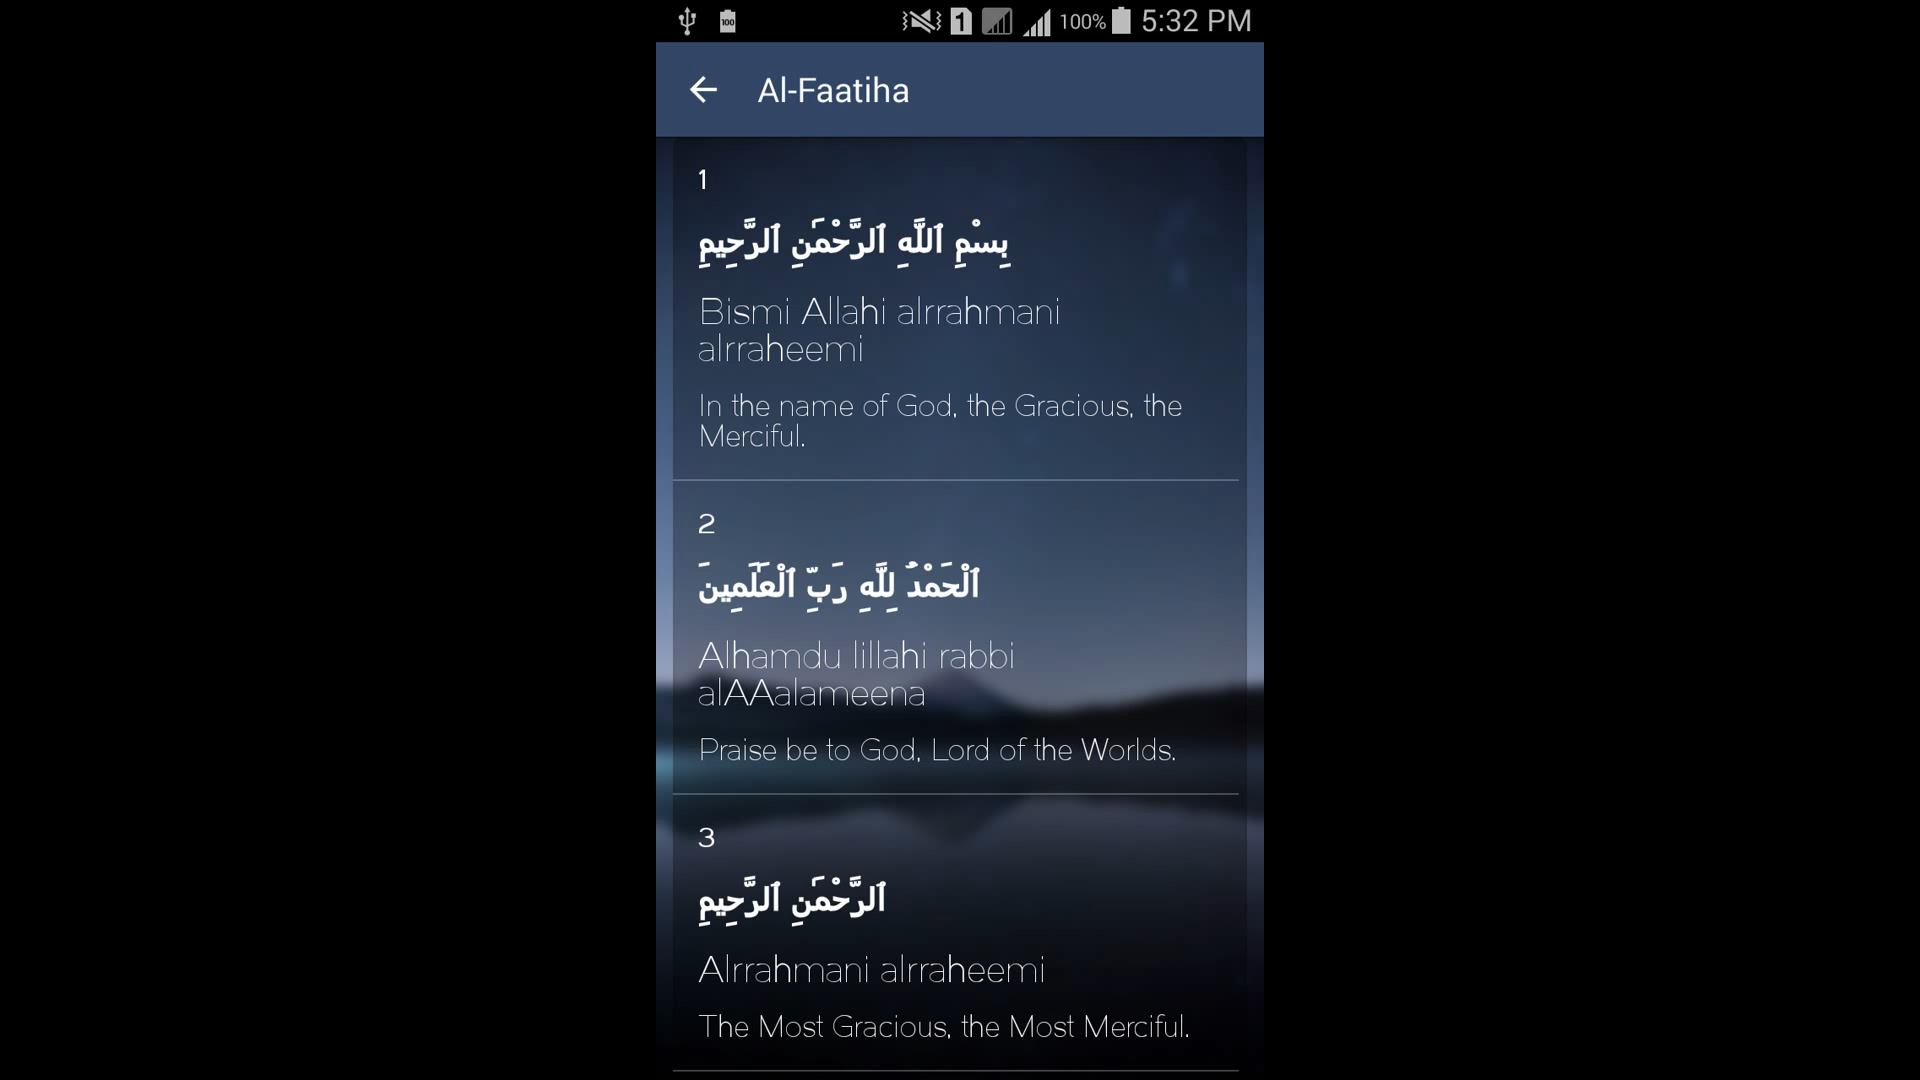 100
1
100%
5:32 PM
Al-Faatiha
1
بِسْمِ ٱللَّهِ ٱلرَّحْمَٰنِ ٱلرَّحِيمِ
Bismi Allahi alrrahmani
alrraheemi
In the name of God, the Gracious, the
Merciful.
2
ٱلْحَمْدُ لِلَّهِ رَبِّ ٱلْعَٰلَمِينَ
Alhamdu lillahi rabbi
alAAalameena
Praise be to God, Lord of the Worlds.
3
ٱلرَّحْمَٰنِ ٱلرَّحِيمِ
Alrrahmani alrraheemi
The Most Gracious, the Most Merciful.